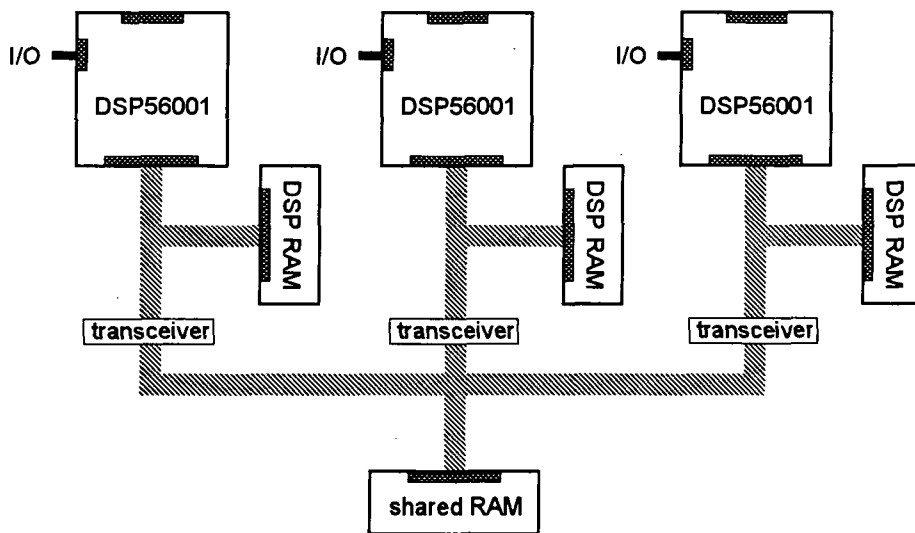 I/O
DSP56001
I/O
DSP56001
I/O
DSP56001
DSP RAM
DSP RAM
DSP RAM
transceiver
transceiver
transceiver
shared RAM